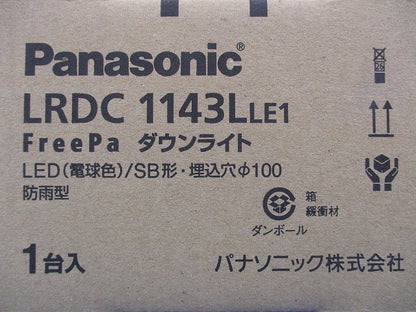 Panasonic®
LRDC 1143LLE1
FreePa ダウンライト
LED(電球色)/SB形・埋込穴φ100
防雨型
箱
緩衝材
ダンボール
1台入
パナソニック株式会社